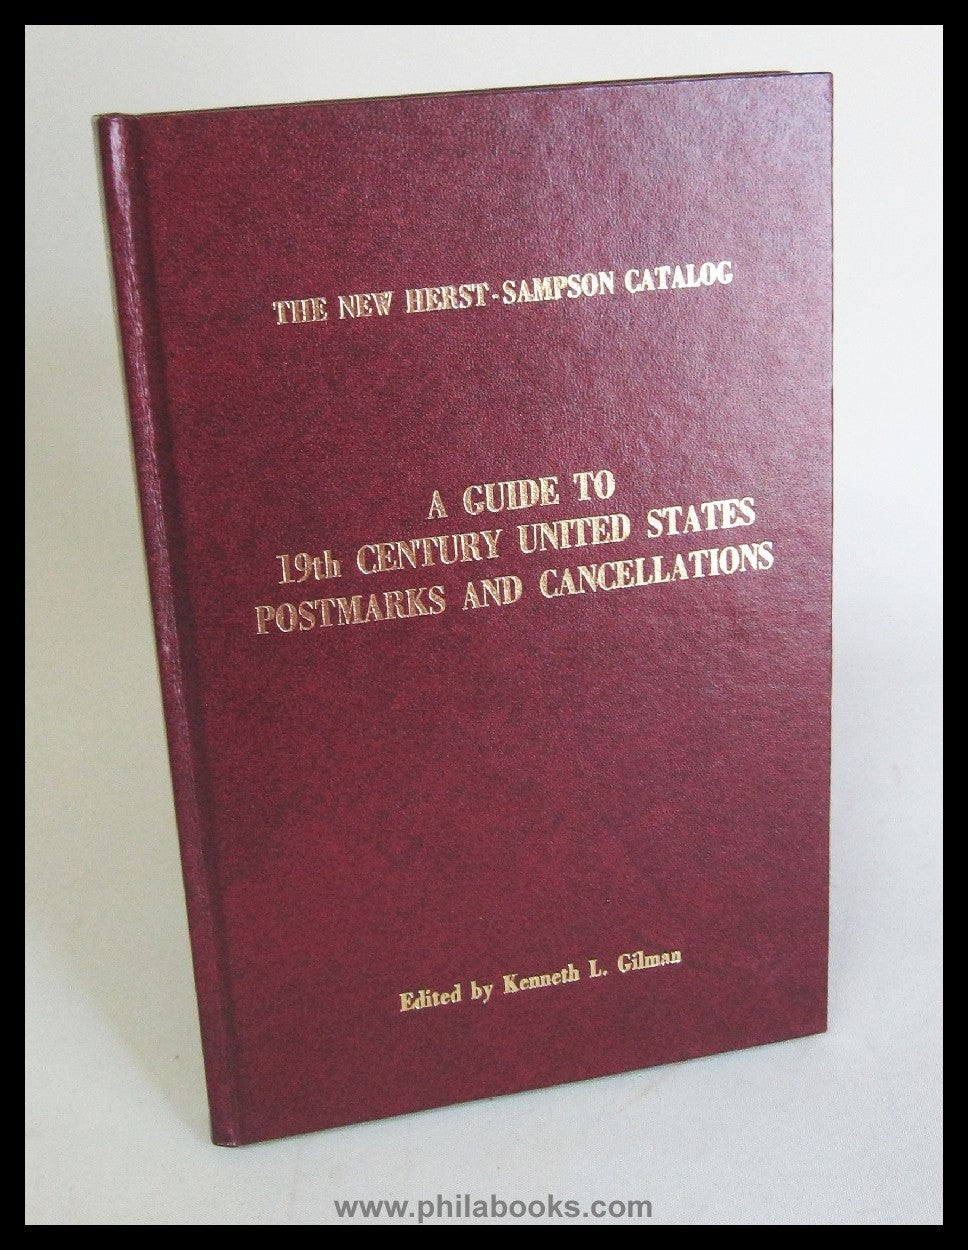 THE NEW HERST-SAMPSON CATALOG
A GUIDE TO
19th CENTURY UNITED STATES
POSTMARKS AND CANCELLATIONS
Edited by Kenneth L. Gilman
www.philabooks.com